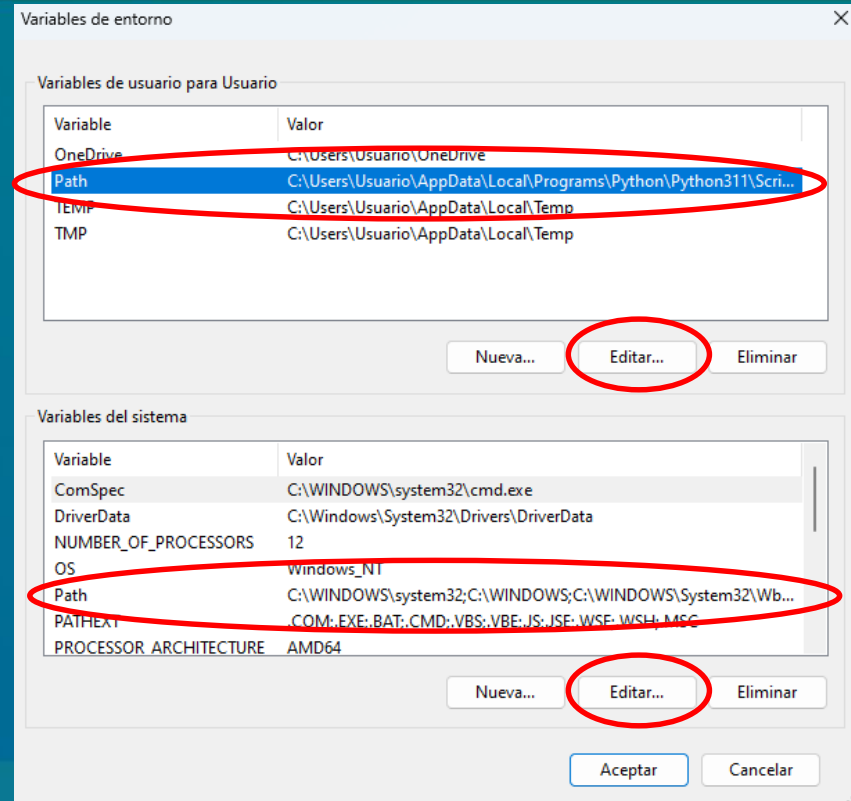 Variables de entorno
Variables de usuario para Usuario
Variable Valor
OneDrive C:\Users\Usuario\OneDrive
Path C:\Users\Usuario\AppData\Local\Programs\Python\Python311\Scri...
TEMP C:\Users\Usuario\AppData\Local\Temp
TMP C:\Users\Usuario\AppData\Local\Temp
Nueva... Editar... Eliminar
Variables del sistema
Variable Valor
ComSpec C:\WINDOWS\system32\cmd.exe
DriverData C:\Windows\System32\Drivers\DriverData
NUMBER_OF_PROCESSORS 12
OS Windows_NT
Path C:\WINDOWS\system32;C:\WINDOWS;C:\WINDOWS\System32\Wb...
PATHEXT .COM;.EXE;.BAT;.CMD;.VBS;.VBE;.JS;.JSE;.WSF;.WSH;.MSC
PROCESSOR_ARCHITECTURE AMD64
Nueva... Editar... Eliminar
Aceptar Cancelar